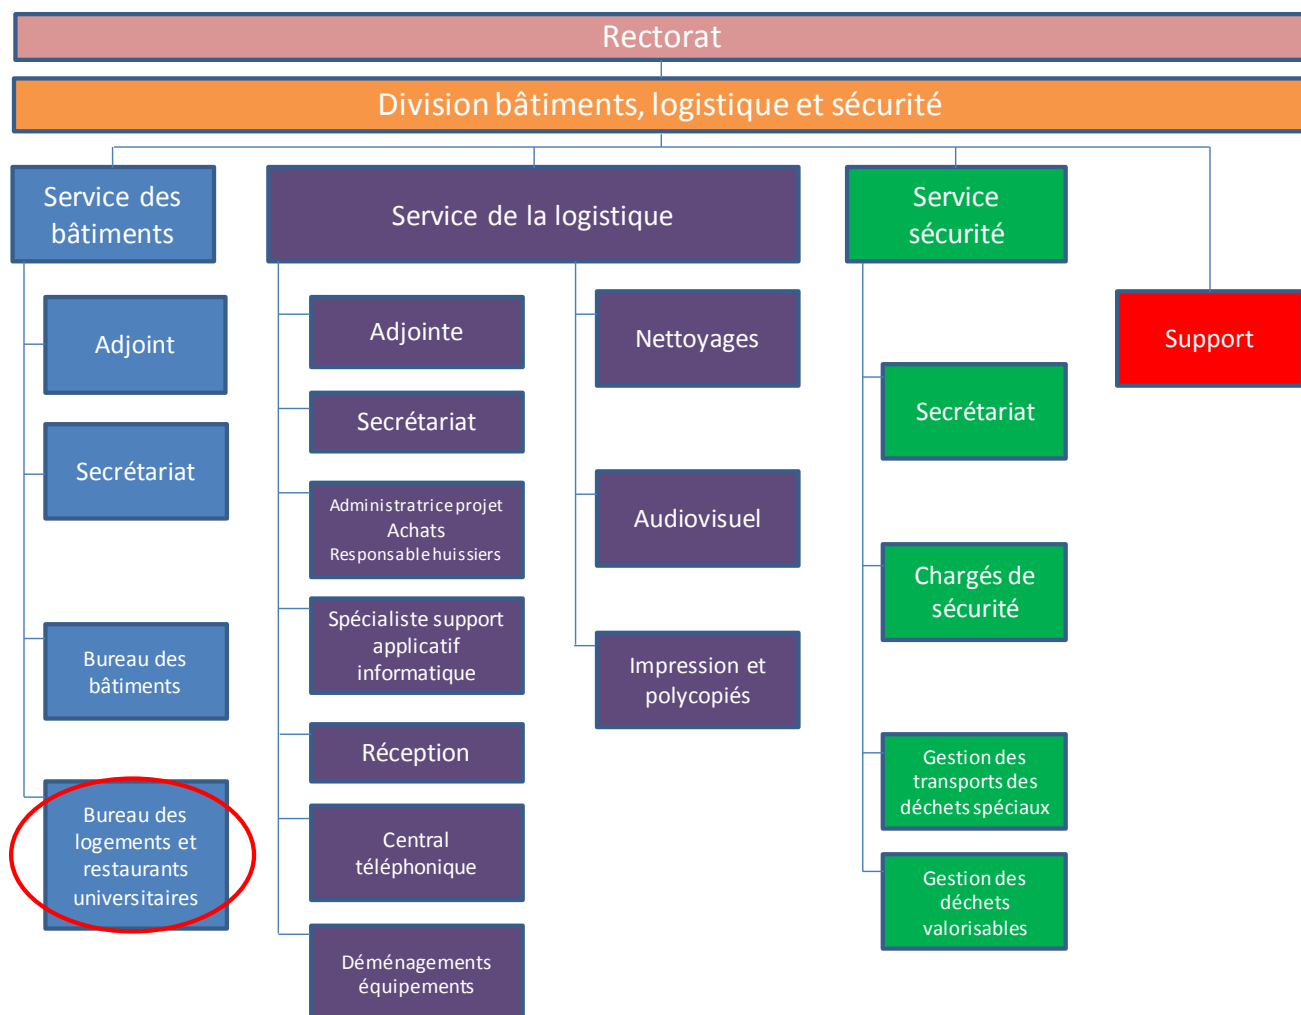 Rectorat
Division bâtiments, logistique et sécurité
Service des
bâtiments
Adjoint
Secrétariat
Bureau des
bâtiments
Bureau des
logements et
restaurants
universitaires
Service de la logistique
Adjointe
Secrétariat
Administratrice projet
Achats
Responsable huissiers
Spécialiste support
applicatif
informatique
Réception
Central
téléphonique
Déménagements
équipements
Nettoyages
Audiovisuel
Impression et
polycopiés
Service
sécurité
Secrétariat
Chargés de
sécurité
Gestion des
transports des
déchets spéciaux
Gestion des
déchets
valorisables
Support